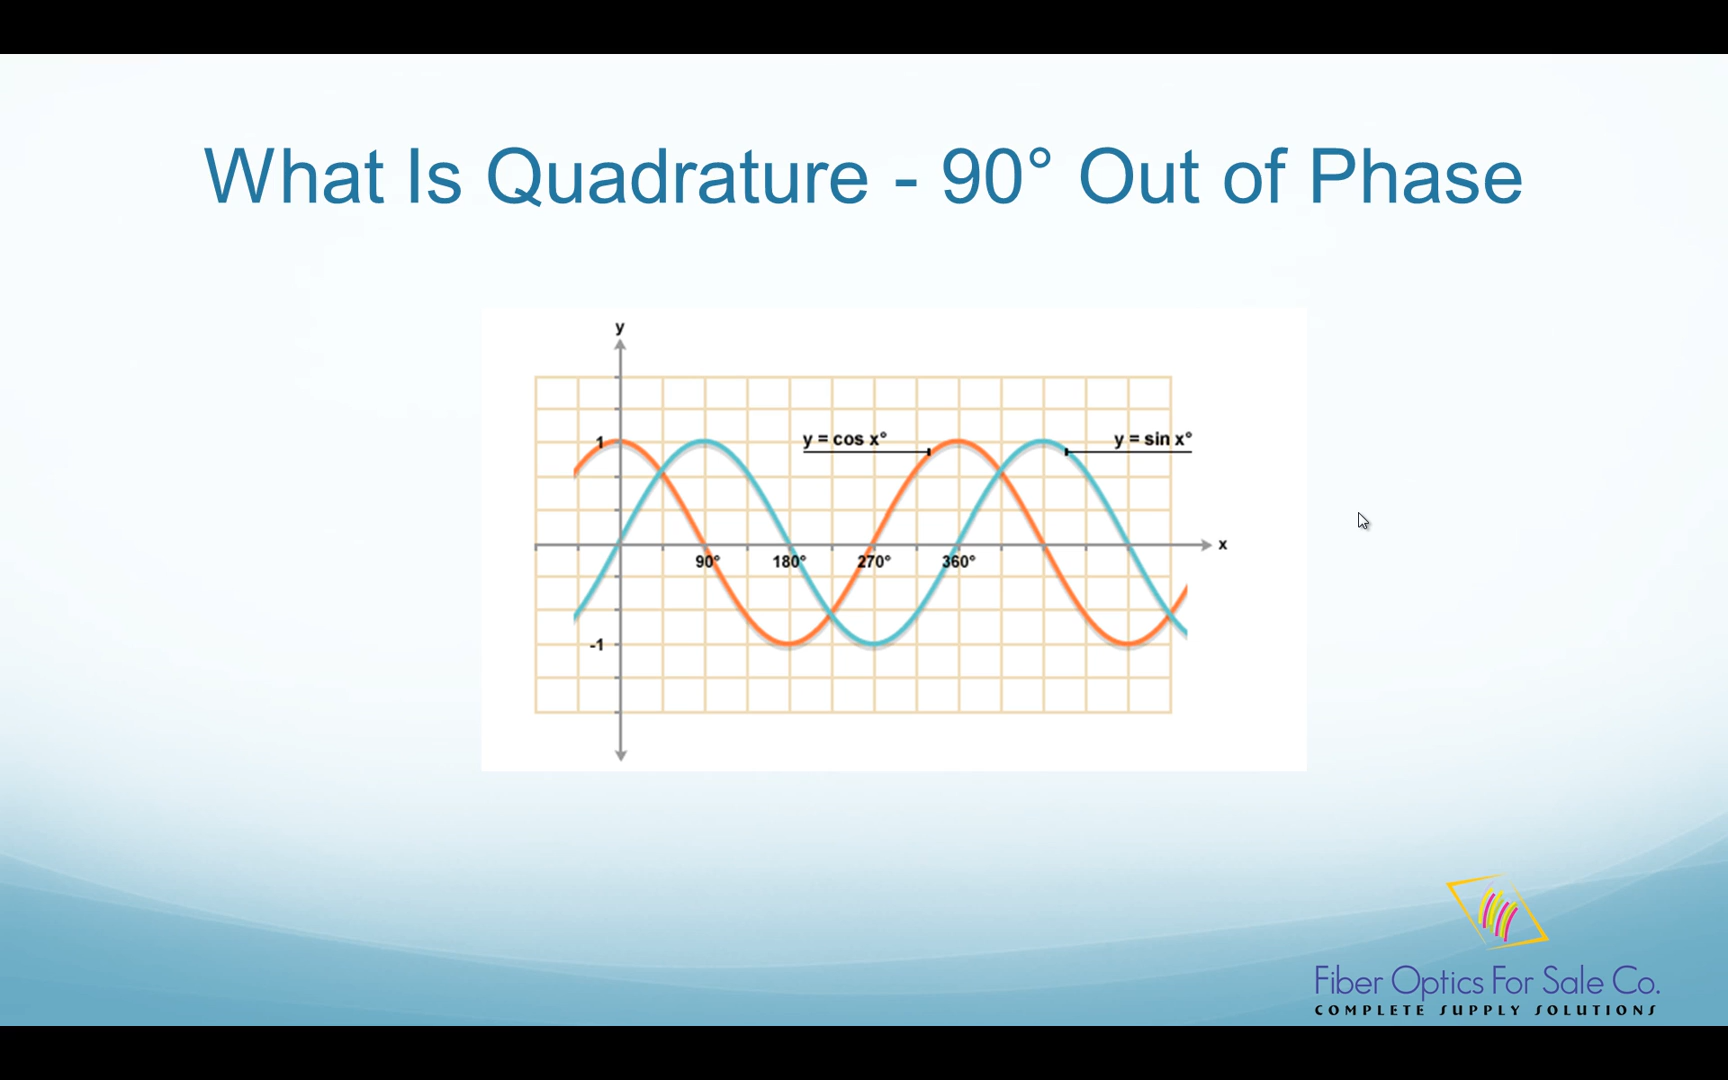 What Is Quadrature - 90° Out of Phase
y
1
y = cos x°
y = sin x°
x
90°
180°
270°
360°
-1
Fiber Optics For Sale Co.
COMPLETE SUPPLY SOLUTIONS